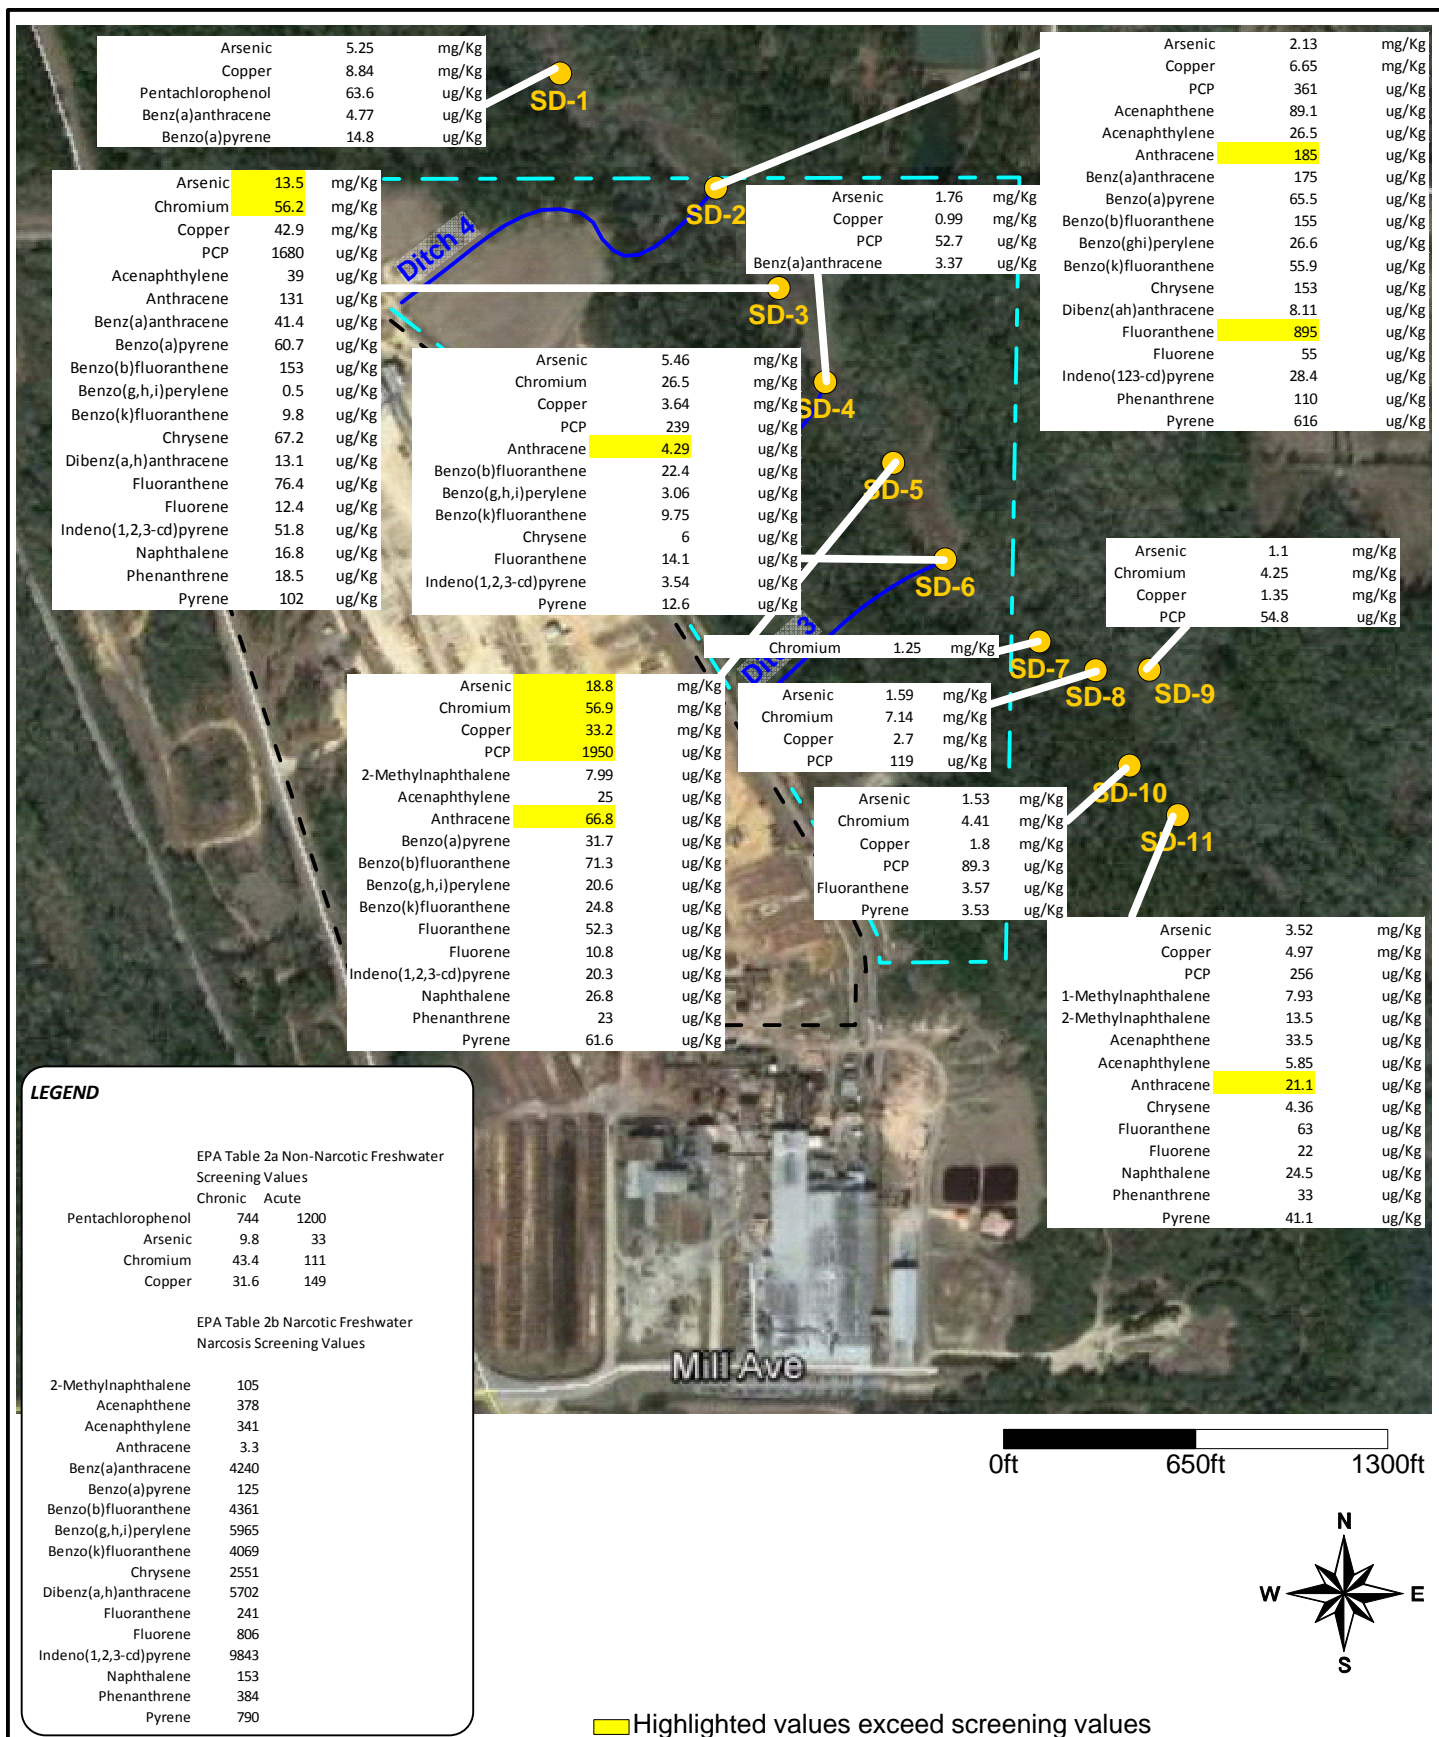 Arsenic 5.25 mg/Kg
Copper 8.84 mg/Kg
Pentachlorophenol 63.6 ug/Kg
Benz(a)anthracene 4.77 ug/Kg
Benzo(a)pyrene 14.8 ug/Kg
SD-1
Arsenic 2.13 mg/Kg
Copper 6.65 mg/Kg
PCP 361 ug/Kg
Acenaphthene 89.1 ug/Kg
Acenaphthylene 26.5 ug/Kg
Anthracene 185 ug/Kg
Benz(a)anthracene 175 ug/Kg
Benzo(a)pyrene 65.5 ug/Kg
Benzo(b)fluoranthene 155 ug/Kg
Benzo(ghi)perylene 26.6 ug/Kg
Benzo(k)fluoranthene 55.9 ug/Kg
Chrysene 153 ug/Kg
Dibenz(ah)anthracene 8.11 ug/Kg
Fluoranthene 895 ug/Kg
Fluorene 55 ug/Kg
Indeno(123-cd)pyrene 28.4 ug/Kg
Phenanthrene 110 ug/Kg
Pyrene 616 ug/Kg
SD-2
Ditch 4
Arsenic 13.5 mg/Kg
Chromium 56.2 mg/Kg
Copper 42.9 mg/Kg
PCP 1680 ug/Kg
Acenaphthylene 39 ug/Kg
Anthracene 131 ug/Kg
Benz(a)anthracene 41.4 ug/Kg
Benzo(a)pyrene 60.7 ug/Kg
Benzo(b)fluoranthene 153 ug/Kg
Benzo(g,h,i)perylene 0.5 ug/Kg
Benzo(k)fluoranthene 9.8 ug/Kg
Chrysene 67.2 ug/Kg
Dibenz(a,h)anthracene 13.1 ug/Kg
Fluoranthene 76.4 ug/Kg
Fluorene 12.4 ug/Kg
Indeno(1,2,3-cd)pyrene 51.8 ug/Kg
Naphthalene 16.8 ug/Kg
Phenanthrene 18.5 ug/Kg
Pyrene 102 ug/Kg
SD-3
Arsenic 1.76 mg/Kg
Copper 0.99 mg/Kg
PCP 52.7 ug/Kg
Benz(a)anthracene 3.37 ug/Kg
SD-4
Arsenic 5.46 mg/Kg
Chromium 26.5 mg/Kg
Copper 3.64 mg/Kg
PCP 239 ug/Kg
Anthracene 4.29 ug/Kg
Benzo(b)fluoranthene 22.4 ug/Kg
Benzo(g,h,i)perylene 3.06 ug/Kg
Benzo(k)fluoranthene 9.75 ug/Kg
Chrysene 6 ug/Kg
Fluoranthene 14.1 ug/Kg
Indeno(1,2,3-cd)pyrene 3.54 ug/Kg
Pyrene 12.6 ug/Kg
SD-5
SD-6
Arsenic 1.1 mg/Kg
Chromium 4.25 mg/Kg
Copper 1.35 mg/Kg
PCP 54.8 ug/Kg
3
Chromium 1.25 mg/Kg
SD-7
SD-8
SD-9
Arsenic 1.59 mg/Kg
Chromium 7.14 mg/Kg
Copper 2.7 mg/Kg
PCP 119 ug/Kg
Arsenic 18.8 mg/Kg
Chromium 56.9 mg/Kg
Copper 33.2 mg/Kg
PCP 1950 ug/Kg
2-Methylnaphthalene 7.99 ug/Kg
Acenaphthylene 25 ug/Kg
Anthracene 66.8 ug/Kg
Benzo(a)pyrene 31.7 ug/Kg
Benzo(b)fluoranthene 71.3 ug/Kg
Benzo(g,h,i)perylene 20.6 ug/Kg
Benzo(k)fluoranthene 24.8 ug/Kg
Fluoranthene 52.3 ug/Kg
Fluorene 10.8 ug/Kg
Indeno(1,2,3-cd)pyrene 20.3 ug/Kg
Naphthalene 26.8 ug/Kg
Phenanthrene 23 ug/Kg
Pyrene 61.6 ug/Kg
Arsenic 1.53 mg/Kg
Chromium 4.41 mg/Kg
Copper 1.8 mg/Kg
PCP 89.3 ug/Kg
Fluoranthene 3.57 ug/Kg
Pyrene 3.53 ug/Kg
SD-10
SD-11
Arsenic 3.52 mg/Kg
Copper 4.97 mg/Kg
PCP 256 ug/Kg
1-Methylnaphthalene 7.93 ug/Kg
2-Methylnaphthalene 13.5 ug/Kg
Acenaphthene 33.5 ug/Kg
Acenaphthylene 5.85 ug/Kg
Anthracene 21.1 ug/Kg
Chrysene 4.36 ug/Kg
Fluoranthene 63 ug/Kg
Fluorene 22 ug/Kg
Naphthalene 24.5 ug/Kg
Phenanthrene 33 ug/Kg
Pyrene 41.1 ug/Kg
Mill Ave
LEGEND
EPA Table 2a Non-Narcotic Freshwater
Screening Values
Chronic Acute
Pentachlorophenol 744 1200
Arsenic 9.8 33
Chromium 43.4 111
Copper 31.6 149
EPA Table 2b Narcotic Freshwater
Narcosis Screening Values
2-Methylnaphthalene 105
Acenaphthene 378
Acenaphthylene 341
Anthracene 3.3
Benz(a)anthracene 4240
Benzo(a)pyrene 125
Benzo(b)fluoranthene 4361
Benzo(g,h,i)perylene 5965
Benzo(k)fluoranthene 4069
Chrysene 2551
Dibenz(a,h)anthracene 5702
Fluoranthene 241
Fluorene 806
Indeno(1,2,3-cd)pyrene 9843
Naphthalene 153
Phenanthrene 384
Pyrene 790
0ft 650ft 1300ft
N
W E
S
Highlighted values exceed screening values